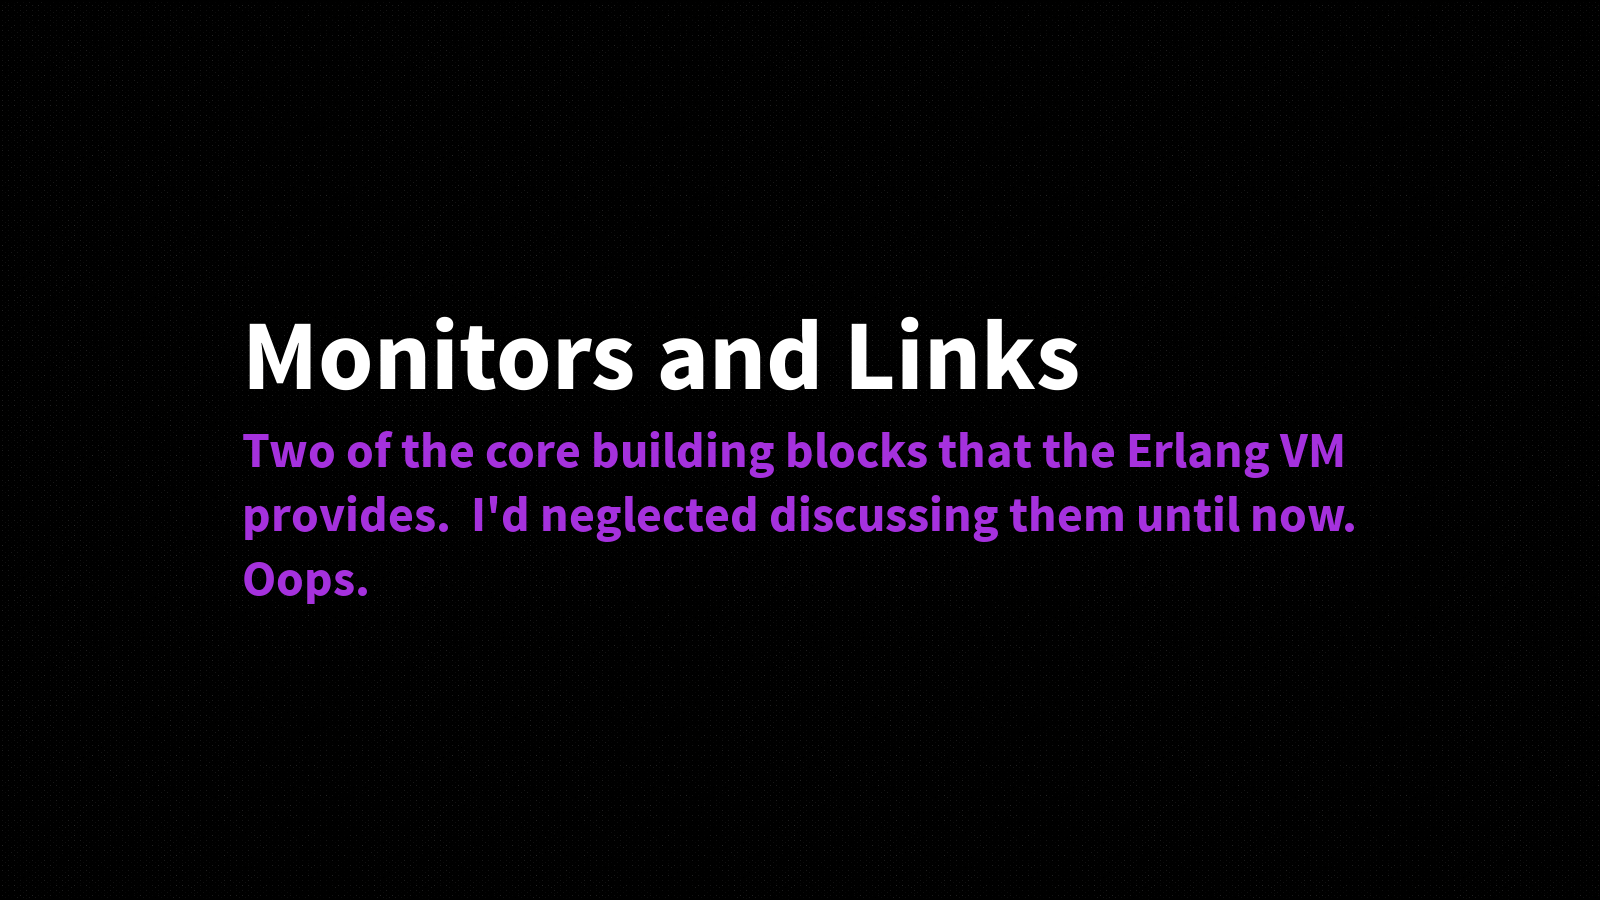 Monitors and Links
Two of the core building blocks that the Erlang VM
provides.  I'd neglected discussing them until now.
Oops.